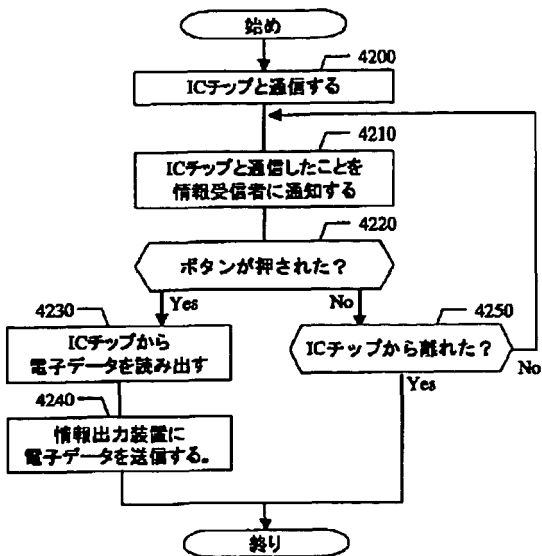 始め
4200
ICチップと通信する
4210
ICチップと通信したことを
情報受信者に通知する
4220
ボタンが押された？
Yes
No
4230
ICチップから
電子データを読み出す
4250
ICチップから離れた？
No
Yes
4240
情報出力装置に
電子データを送信する。
終り